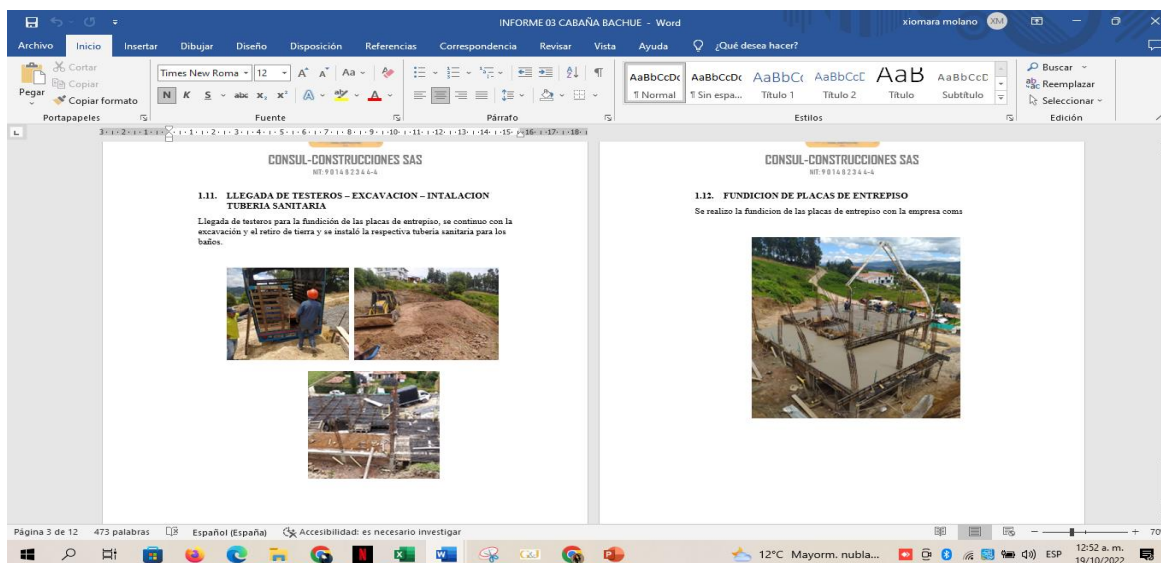 INFORME 03 CABAÑA BACHUE - Word
xiomara molano
XM
Archivo Inicio Insertar Dibujar Diseño Disposición Referencias Correspondencia Revisar Vista Ayuda ¿Qué desea hacer?
Pegar
Cortar
Copiar
Copiar formato
Portapapeles
Times New Roma 12
N K S abc x₂ x²
Fuente
Párrafo
AaBbCcDc AaBbCcDc AaBbCc AaBbCcE AaB AaBbCcD
¶ Normal ¶ Sin espa... Título 1 Título 2 Título Subtítulo
Estilos
Buscar
Reemplazar
Seleccionar
Edición
CONSUL-CONSTRUCCIONES SAS
NIT:901482344-4
1.11. LLEGADA DE TESTEROS – EXCAVACION – INTALACION
TUBERIA SANITARIA
Llegada de testeros para la fundición de las placas de entrepiso, se continuo con la
excavación y el retiro de tierra y se instaló la respectiva tuberia sanitaria para los
baños.
CONSUL-CONSTRUCCIONES SAS
NIT:901482344-4
1.12. FUNDICION DE PLACAS DE ENTREPISO
Se realizo la fundicion de las placas de entrepiso con la empresa coms
Página 3 de 12 473 palabras Español (España) Accesibilidad: es necesario investigar
12°C Mayorm. nubla... ESP 12:52 a. m.
19/10/2022